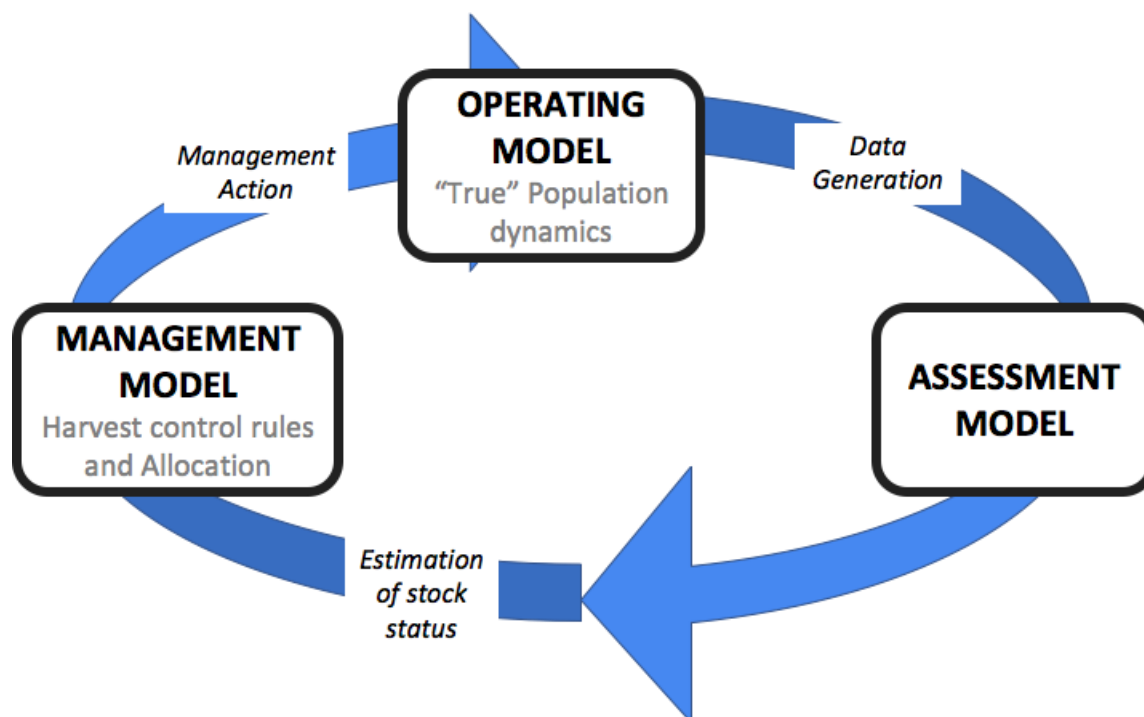 OPERATING
MODEL
“True” Population
dynamics
Management
Action
Data
Generation
MANAGEMENT
MODEL
Harvest control rules
and Allocation
ASSESSMENT
MODEL
Estimation
of stock
status